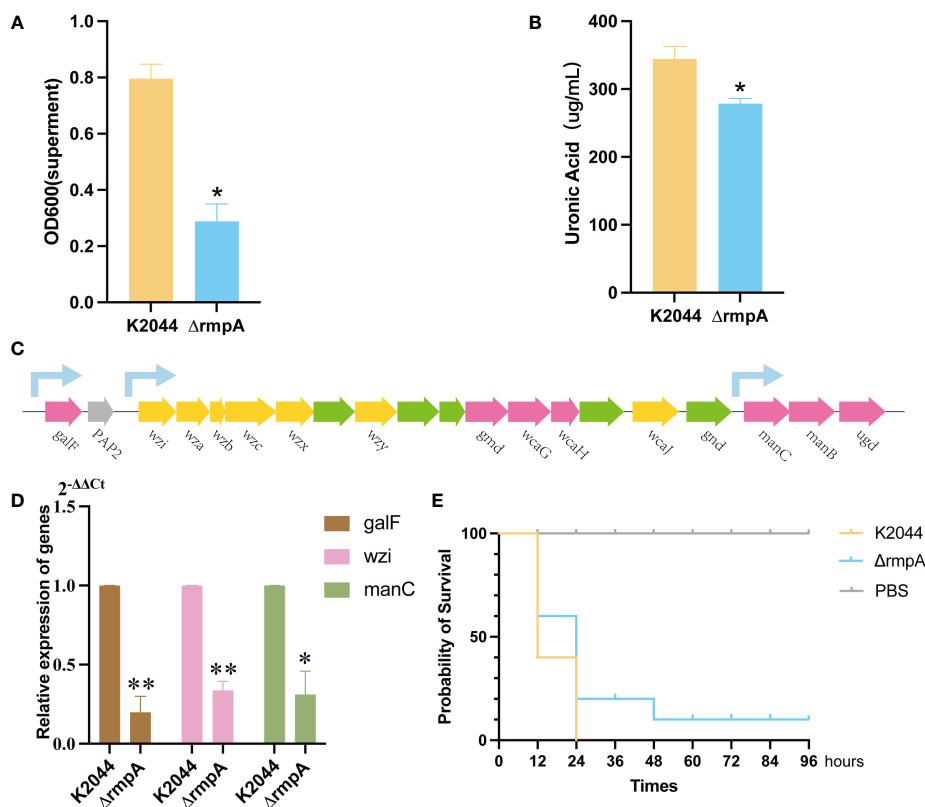 A
OD600(superment)
0.8
0.6
0.4
0.2
0.0
*
K2044 ΔrmpA
B
Uronic Acid (ug/mL)
400
300
200
100
0
*
K2044 ΔrmpA
C
galF PAP2 wzi wza wzb wzc wzx wzy gmd wcaG wcaH wcaJ gnd manC manB ugd
D
2-ΔΔCt
Relative expression of genes
1.5
1.0
0.5
0.0
** ** *
K2044 ΔrmpA K2044 ΔrmpA K2044 ΔrmpA
galF
wzi
manC
E
Probability of Survival
100
50
0
0 12 24 36 48 60 72 84 96 hours
Times
K2044
ΔrmpA
PBS